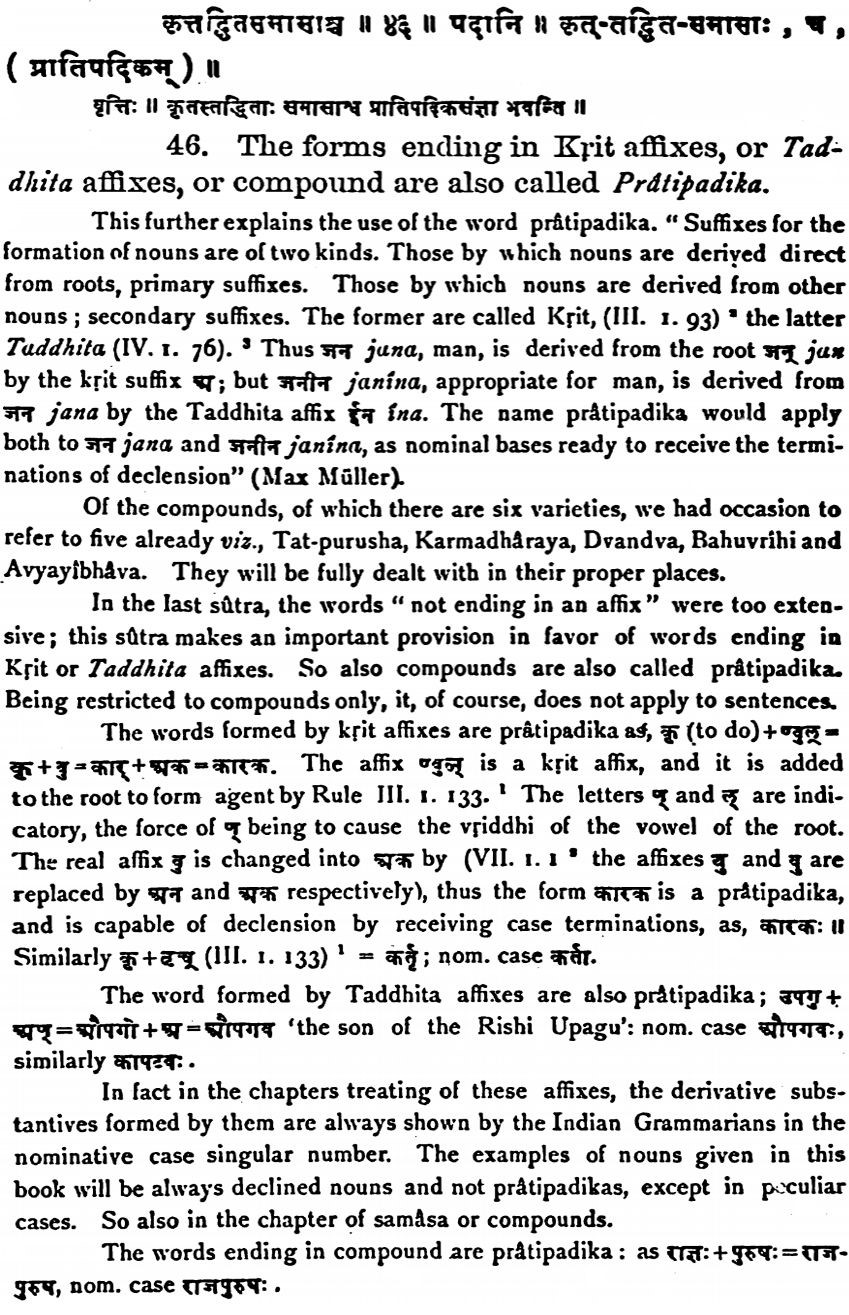 कृत्तद्धितसमासाश्च ॥ ४६ ॥ पदानि ॥ कृत्-तद्धित-समासाः , च ,
( प्रातिपदिकम् ) ॥
वृत्तिः ॥ कृतस्तद्धिताः समासाश्च प्रातिपदिकसंज्ञा भवन्ति ॥
46. The forms ending in Kṛit affixes, or Tad-
dhita affixes, or compound are also called Prâtipadika.
This further explains the use of the word prâtipadika. “ Suffixes for the
formation of nouns are of two kinds. Those by which nouns are derived direct
from roots, primary suffixes. Those by which nouns are derived from other
nouns ; secondary suffixes. The former are called Kṛit, (III. 1. 93) ² the latter
Taddhita (IV. 1. 76). ³ Thus जन jana, man, is derived from the root जन् jan
by the kṛit suffix अ ; but जनीन janîna, appropriate for man, is derived from
जन jana by the Taddhita affix ईन îna. The name prâtipadika would apply
both to जन jana and जनीन janîna, as nominal bases ready to receive the termi-
nations of declension” (Max Müller).
Of the compounds, of which there are six varieties, we had occasion to
refer to five already viz., Tat-purusha, Karmadhâraya, Dvandva, Bahuvrîhi and
Avyayîbhâva. They will be fully dealt with in their proper places.
In the last sûtra, the words “ not ending in an affix ” were too exten-
sive ; this sûtra makes an important provision in favor of words ending in
Kṛit or Taddhita affixes. So also compounds are also called prâtipadika.
Being restricted to compounds only, it, of course, does not apply to sentences.
The words formed by kṛit affixes are prâtipadika as, कृ (to do)+ण्वुल्=
कृ+वु=कार्+अक=कारक. The affix ण्वुल् is a kṛit affix, and it is added
to the root to form agent by Rule III. 1. 133. ¹ The letters ण् and ल् are indi-
catory, the force of ण् being to cause the vṛiddhi of the vowel of the root.
The real affix वु is changed into अक by (VII. 1. 1 ² the affixes यु and वु are
replaced by अन and अक respectively), thus the form कारक is a prâtipadika,
and is capable of declension by receiving case terminations, as, कारकः ॥
Similarly कृ+तृच् (III. 1. 133) ¹ = कर्तृ ; nom. case कर्ता.
The word formed by Taddhita affixes are also prâtipadika ; उपगु+
अण्=औपगो+अ=औपगव ‘the son of the Rishi Upagu’: nom. case औपगवः,
similarly कापटवः .
In fact in the chapters treating of these affixes, the derivative subs-
tantives formed by them are always shown by the Indian Grammarians in the
nominative case singular number. The examples of nouns given in this
book will be always declined nouns and not prâtipadikas, except in peculiar
cases. So also in the chapter of samâsa or compounds.
The words ending in compound are prâtipadika : as राज्ञः+पुरुषः=राज-
पुरुष, nom. case राजपुरुषः .